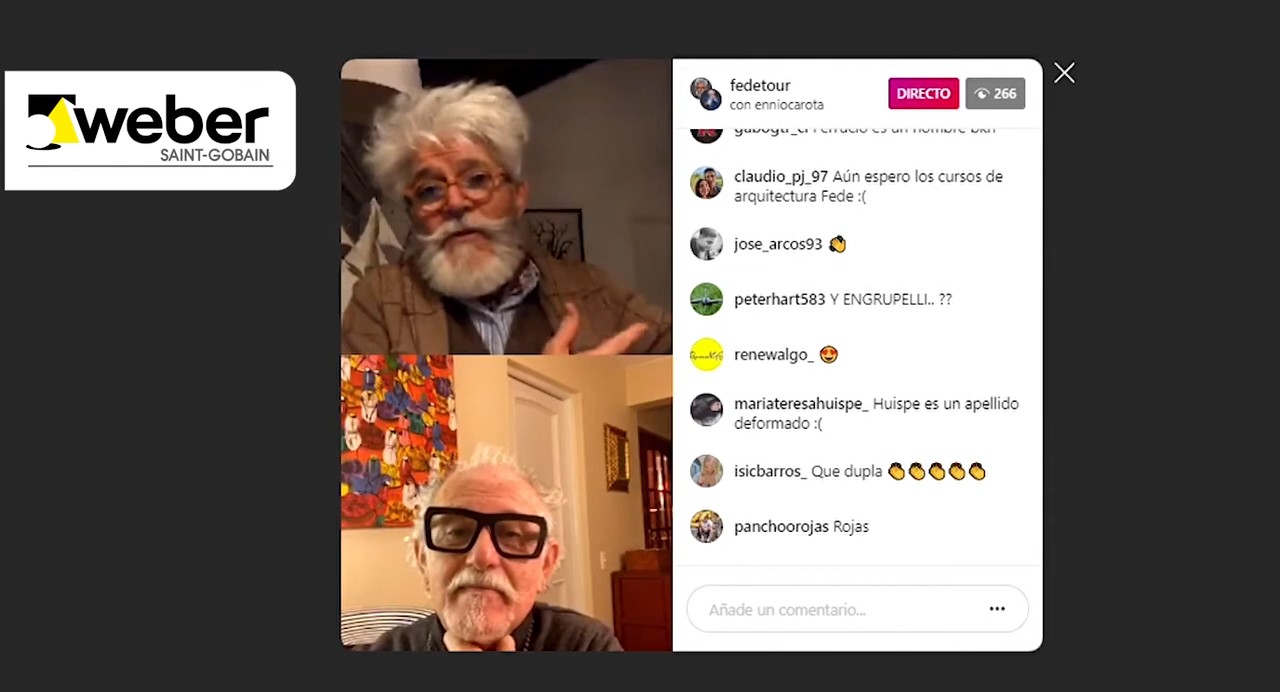 weber
SAINT-GOBAIN
fedetour
con enniocarota
DIRECTO
266
claudio_pj_97 Aún espero los cursos de
arquitectura Fede :(
jose_arcos93
peterhart583 Y ENGRUPELLI.. ??
renewalgo_
mariateresahuispe_ Huispe es un apellido
deformado :(
isicbarros_ Que dupla
panchoorojas Rojas
Añade un comentario...